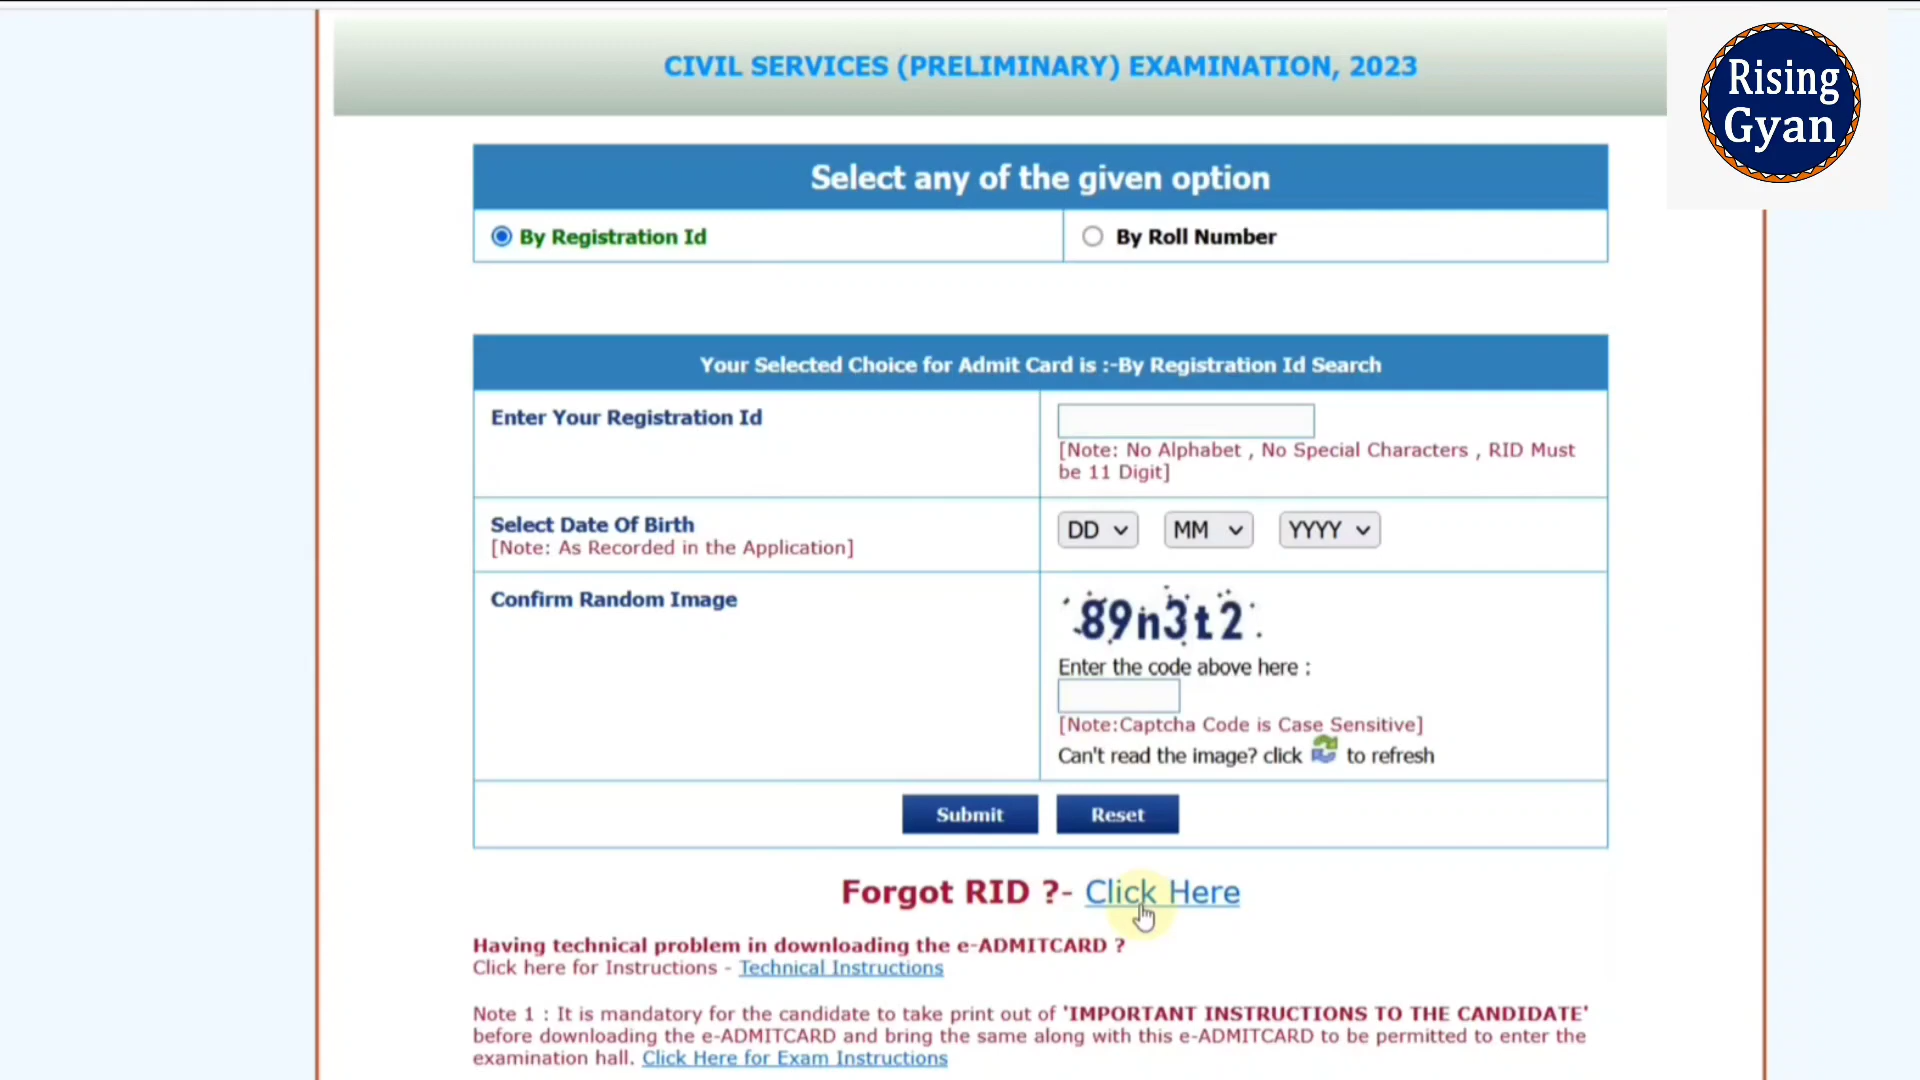 CIVIL SERVICES (PRELIMINARY) EXAMINATION, 2023
Rising
Gyan
Select any of the given option
By Registration Id
By Roll Number
Your Selected Choice for Admit Card is :-By Registration Id Search
Enter Your Registration Id
[Note: No Alphabet , No Special Characters , RID Must
be 11 Digit]
Select Date Of Birth
[Note: As Recorded in the Application]
DD
MM
YYYY
Confirm Random Image
89n3t2
Enter the code above here :
[Note:Captcha Code is Case Sensitive]
Can't read the image? click to refresh
Submit
Reset
Forgot RID ?- Click Here
Having technical problem in downloading the e-ADMITCARD ?
Click here for Instructions - Technical Instructions
Note 1 : It is mandatory for the candidate to take print out of 'IMPORTANT INSTRUCTIONS TO THE CANDIDATE'
before downloading the e-ADMITCARD and bring the same along with this e-ADMITCARD to be permitted to enter the
examination hall. Click Here for Exam Instructions